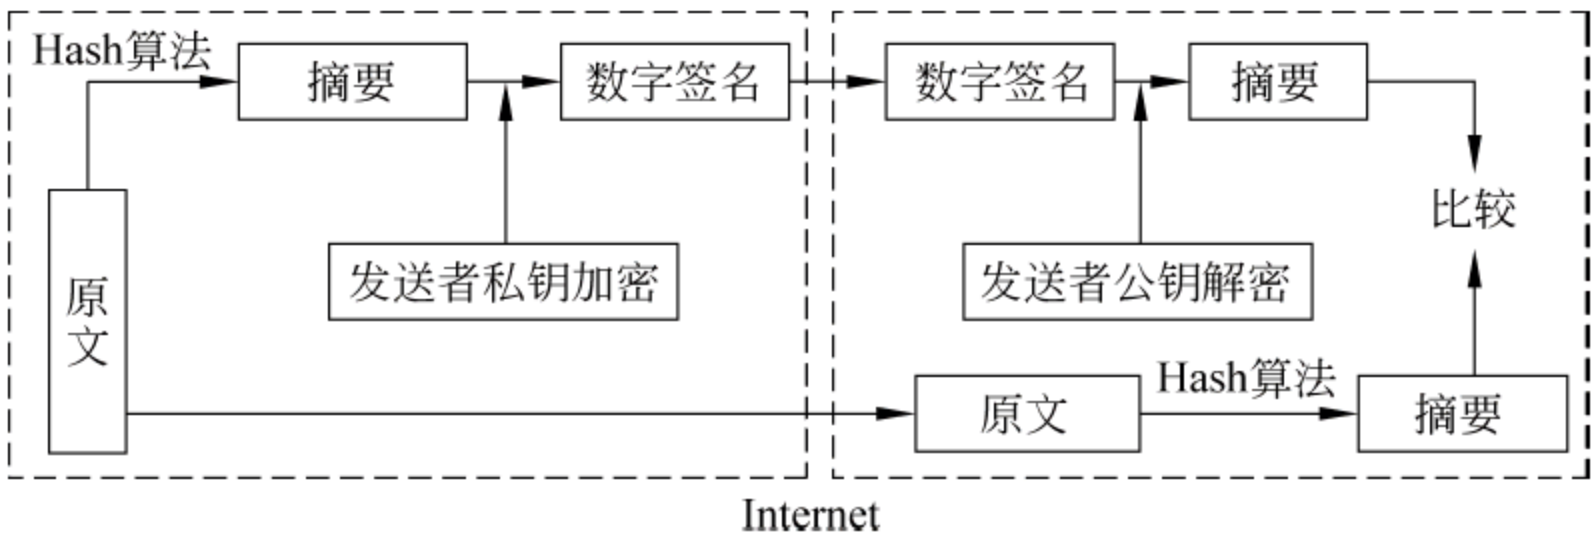 Hash算法
摘要
数字签名
数字签名
摘要
比较
发送者私钥加密
发送者公钥解密
原文
Hash算法
原文
摘要
Internet